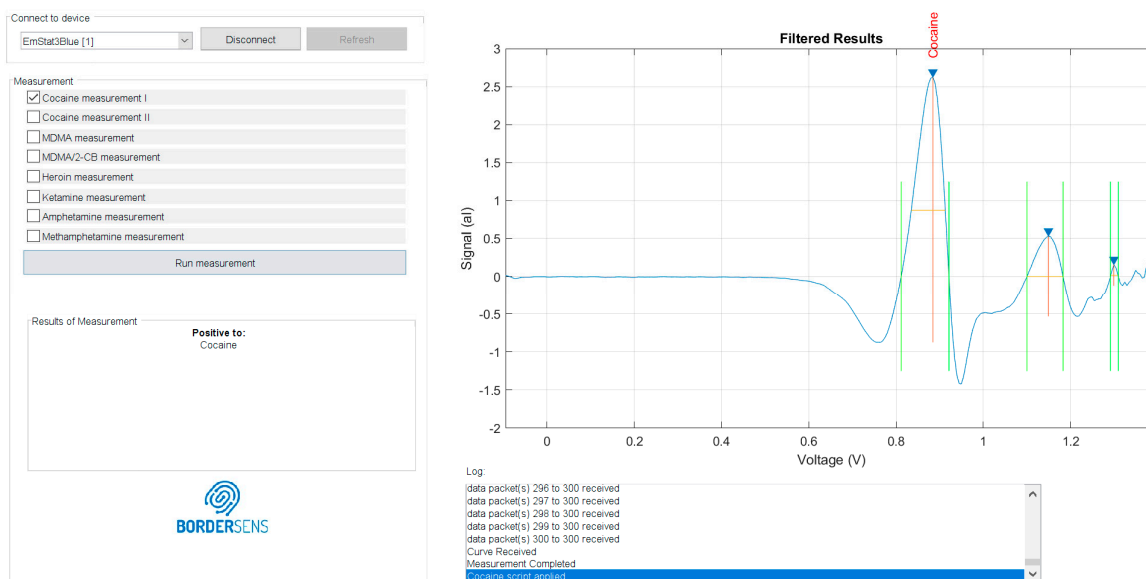 Connect to device
EmStat3Blue [1]
Disconnect
Refresh
Measurement
Cocaine measurement I
Cocaine measurement II
MDMA measurement
MDMA/2-CB measurement
Heroin measurement
Ketamine measurement
Amphetamine measurement
Methamphetamine measurement
Run measurement
Results of Measurement
Positive to:
Cocaine
BORDERSENS
Filtered Results
Cocaine
Signal (al)
3
2.5
2
1.5
1
0.5
0
-0.5
-1
-1.5
-2
0
0.2
0.4
0.6
0.8
1
1.2
Voltage (V)
Log:
data packet(s) 296 to 300 received
data packet(s) 297 to 300 received
data packet(s) 298 to 300 received
data packet(s) 299 to 300 received
data packet(s) 300 to 300 received
Curve Received
Measurement Completed
Cocaine script applied